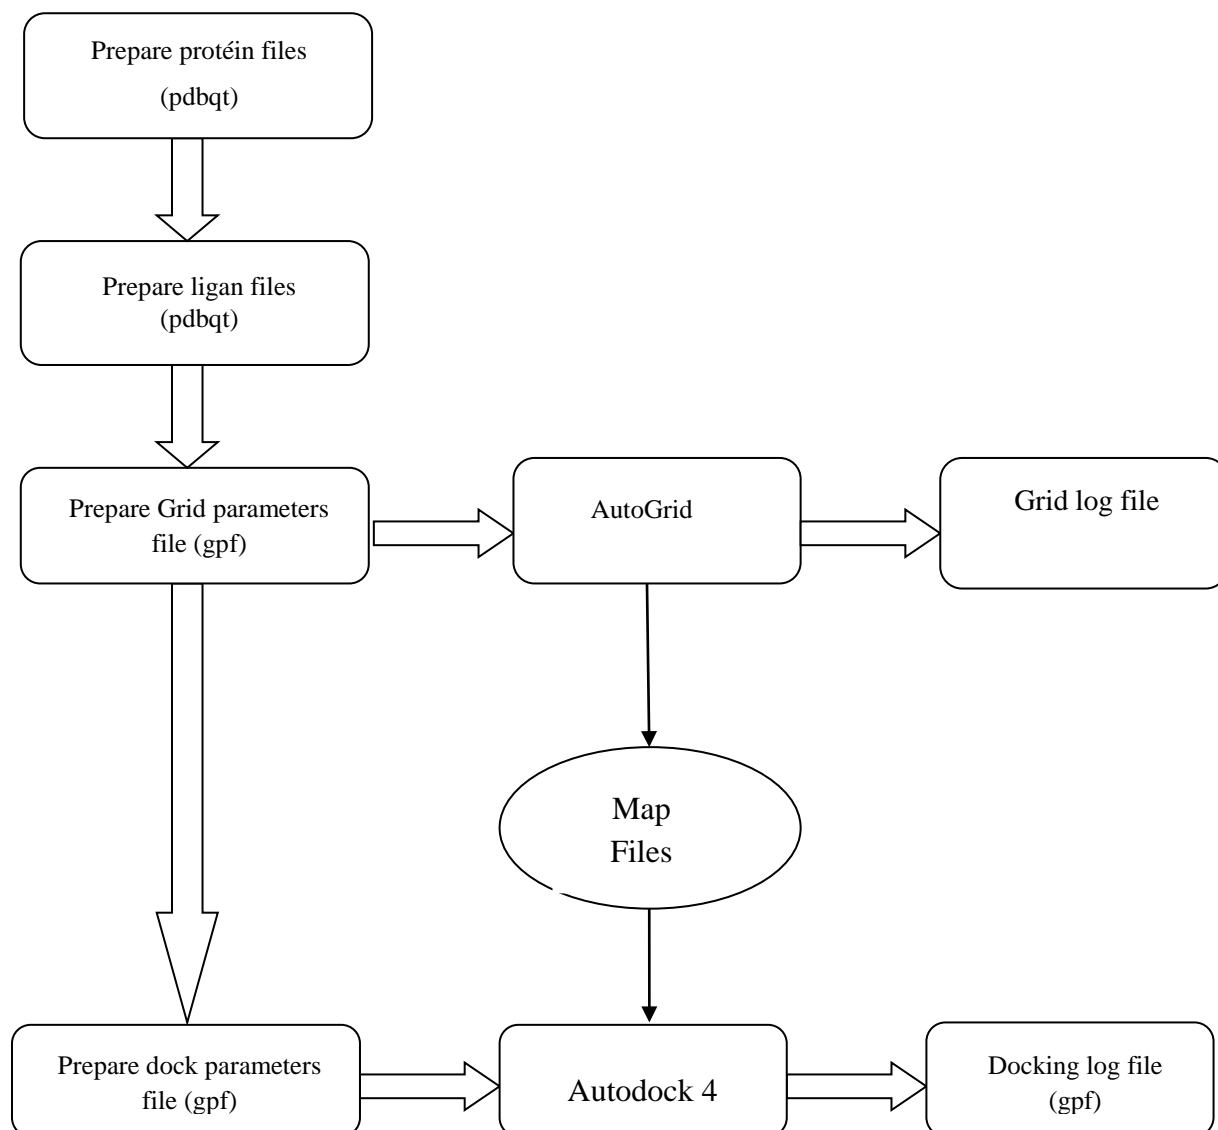 Prepare protéin files
(pdbqt)
Prepare ligan files
(pdbqt)
Prepare Grid parameters
file (gpf)
AutoGrid
Grid log file
Map
Files
Prepare dock parameters
file (gpf)
Autodock 4
Docking log file
(gpf)